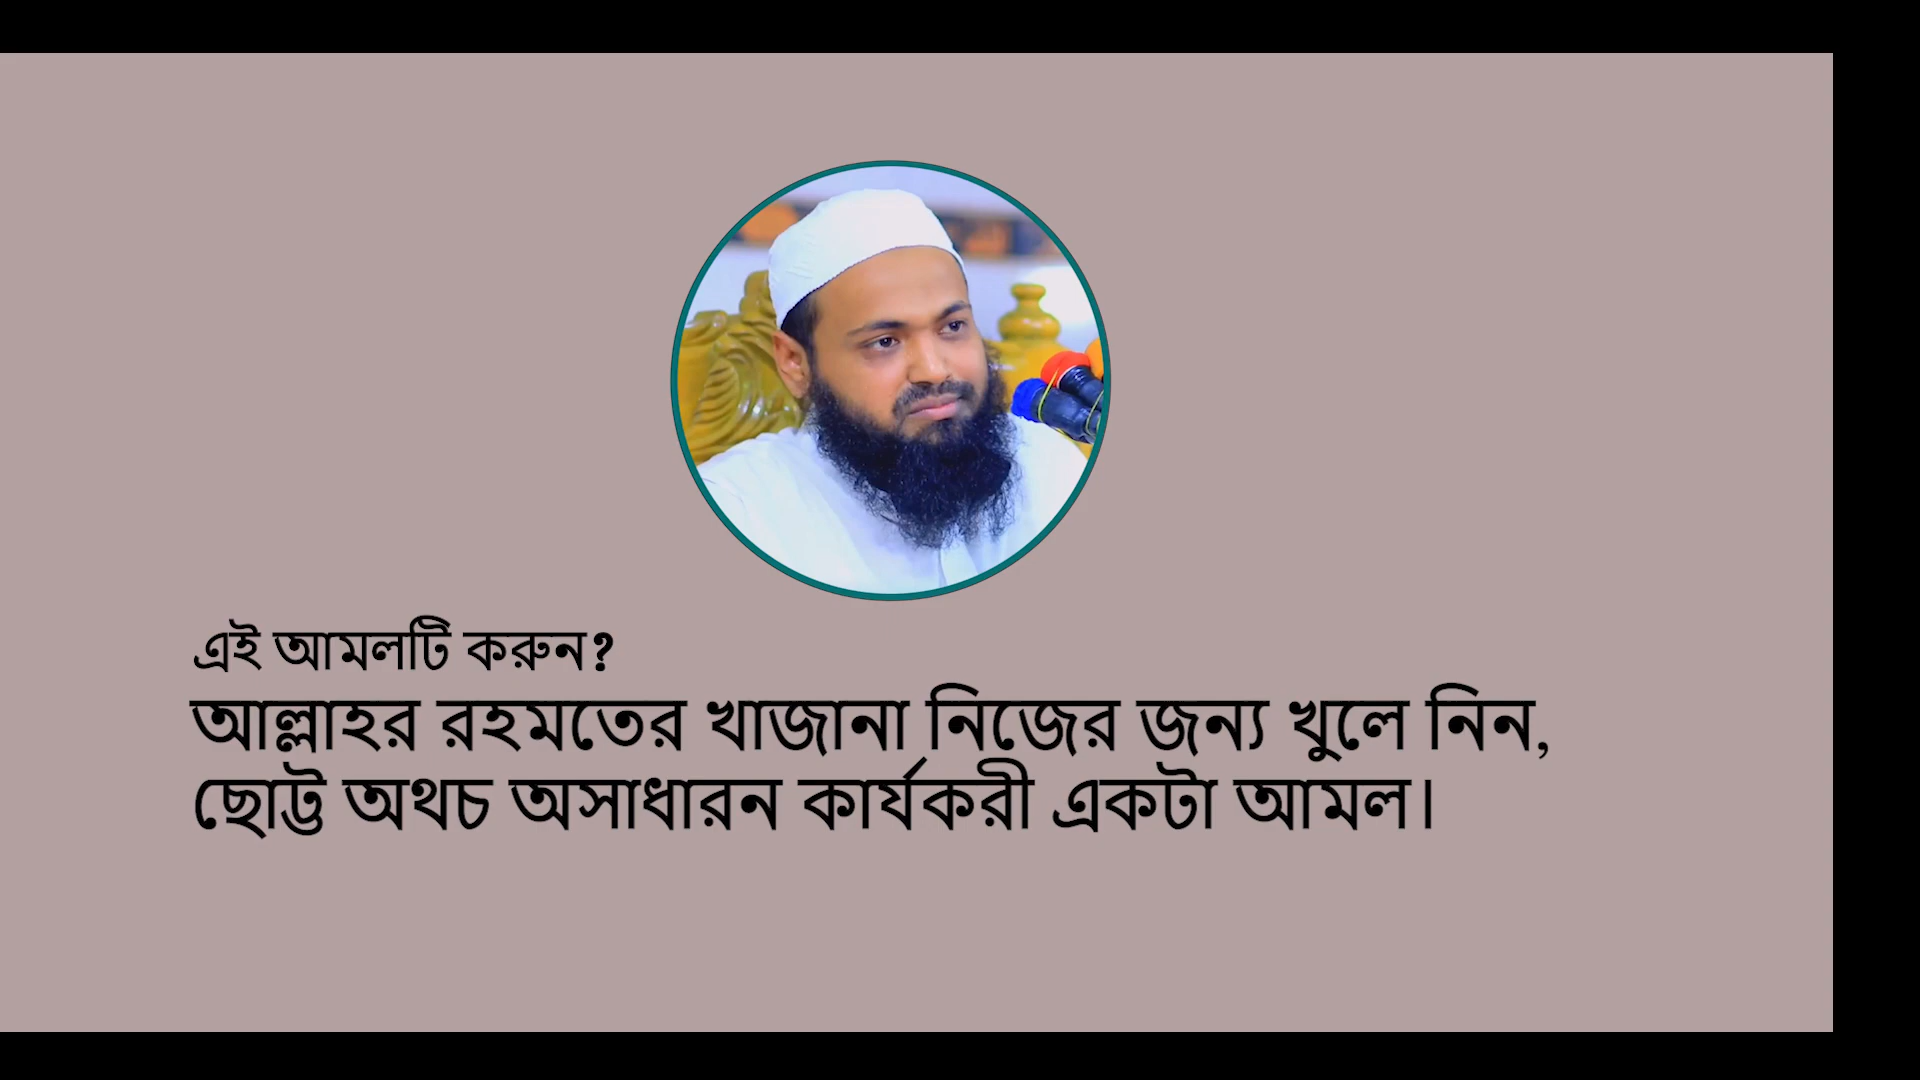 এই আমলটি করুন?
আল্লাহর রহমতের খাজানা নিজের জন্য খুলে নিন,
ছোট্ট অথচ অসাধারন কার্যকরী একটা আমল।